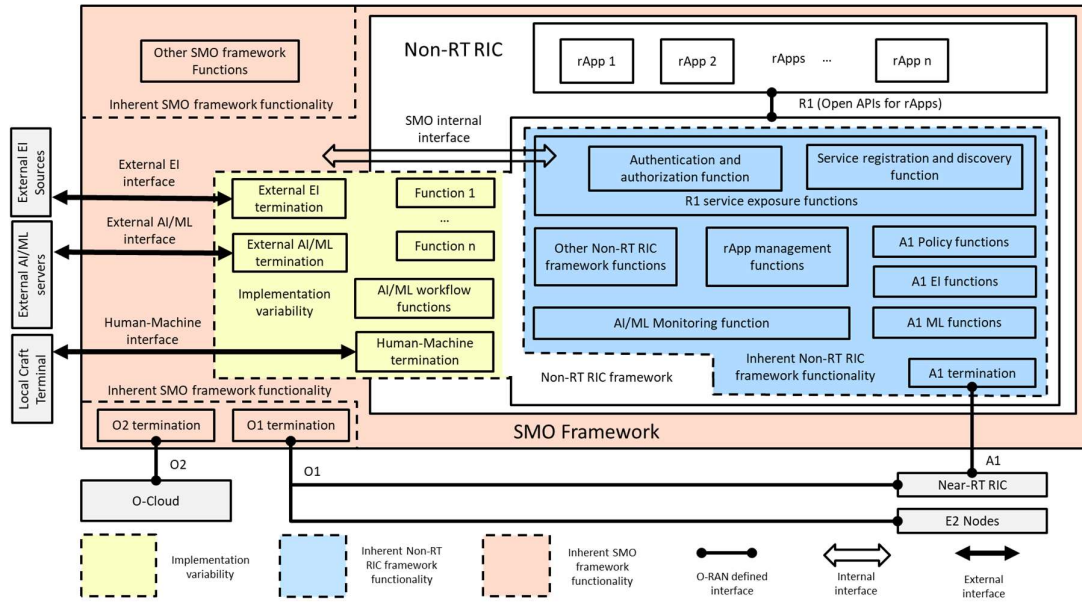 Other SMO framework
Functions
Inherent SMO framework functionality
Non-RT RIC
rApp 1
rApp 2
rApps ...
rApp n
R1 (Open APIs for rApps)
SMO internal
interface
External EI
Sources
External EI
interface
External AI/ML
servers
External AI/ML
interface
Local Craft
Terminal
Human-Machine
interface
External EI
termination
Function 1
...
External AI/ML
termination
Function n
Implementation
variability
AI/ML workflow
functions
Human-Machine
termination
Authentication and
authorization function
Service registration and discovery
function
R1 service exposure functions
Other Non-RT RIC
framework functions
rApp management
functions
A1 Policy functions
A1 EI functions
AI/ML Monitoring function
A1 ML functions
Inherent Non-RT RIC
framework functionality
A1 termination
Non-RT RIC framework
Inherent SMO framework functionality
O2 termination
O1 termination
SMO Framework
O2
O1
A1
O-Cloud
Near-RT RIC
E2 Nodes
Implementation
variability
Inherent Non-RT
RIC framework
functionality
Inherent SMO
framework
functionality
O-RAN defined
interface
Internal
interface
External
interface